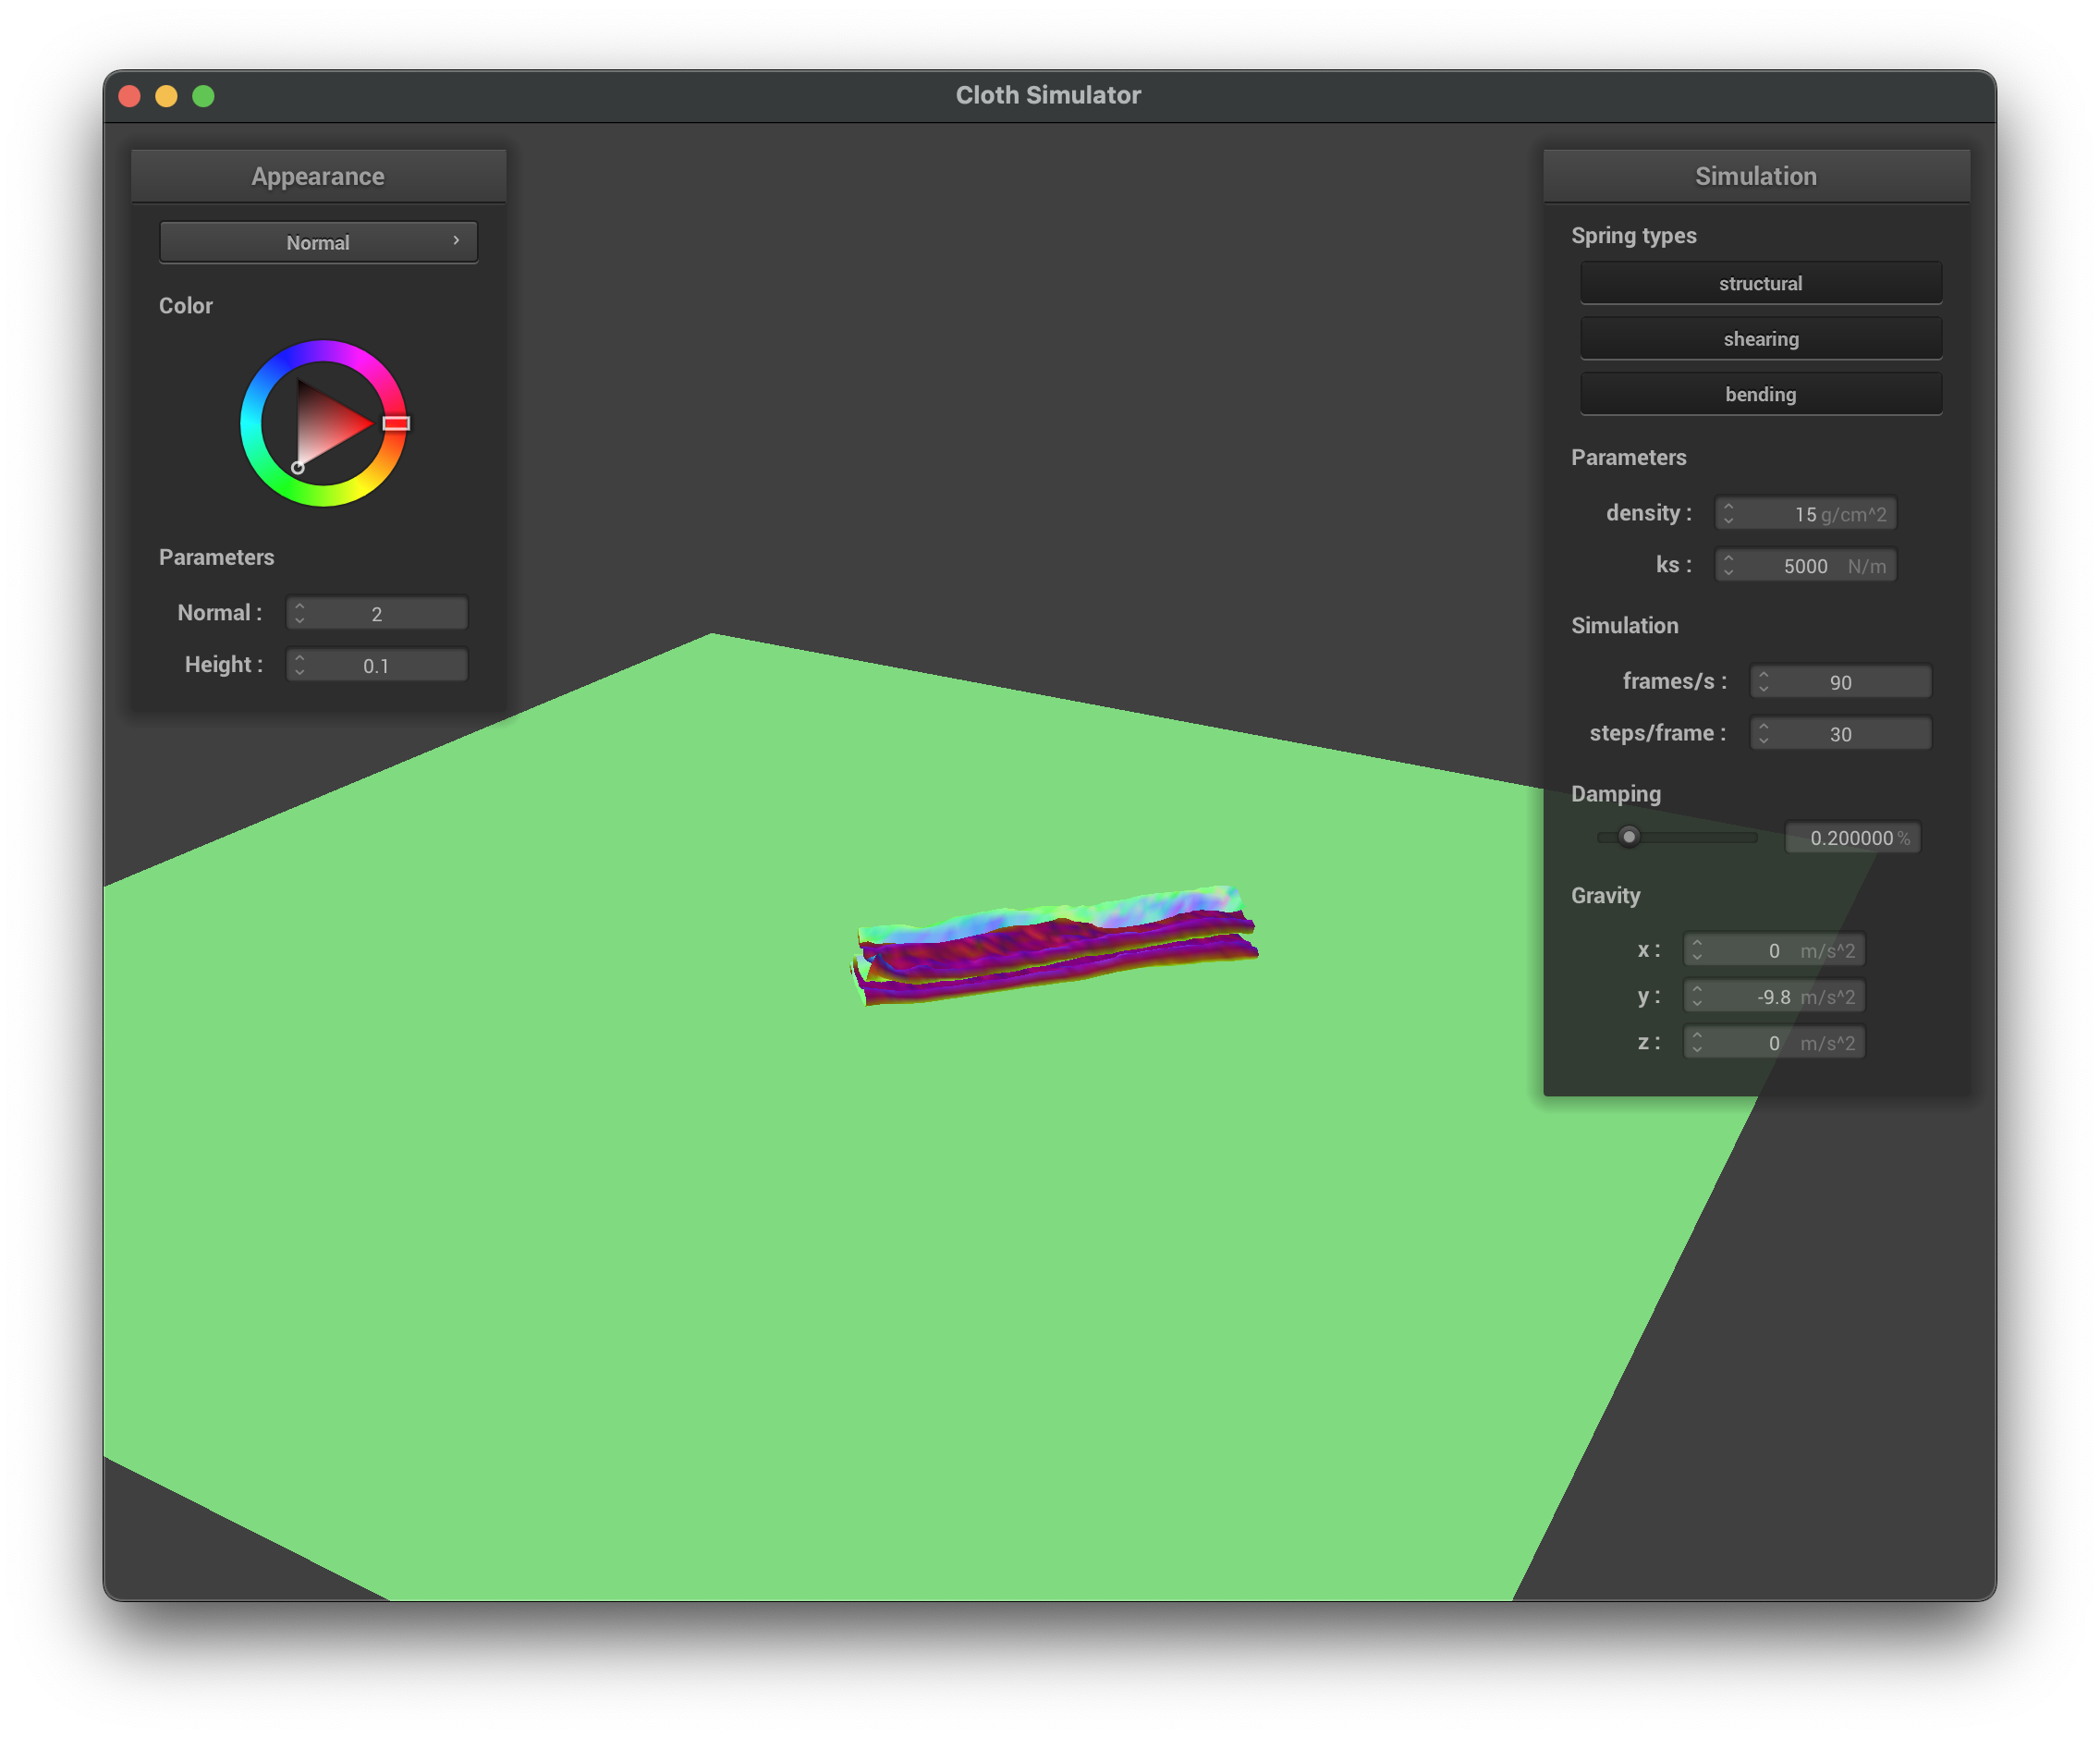 Cloth Simulator
Appearance
Normal
Color
Parameters
Normal : 2
Height : 0.1
Simulation
Spring types
structural
shearing
bending
Parameters
density : 15 g/cm^2
ks : 5000 N/m
Simulation
frames/s : 90
steps/frame : 30
Damping
0.200000 %
Gravity
x : 0 m/s^2
y : -9.8 m/s^2
z : 0 m/s^2